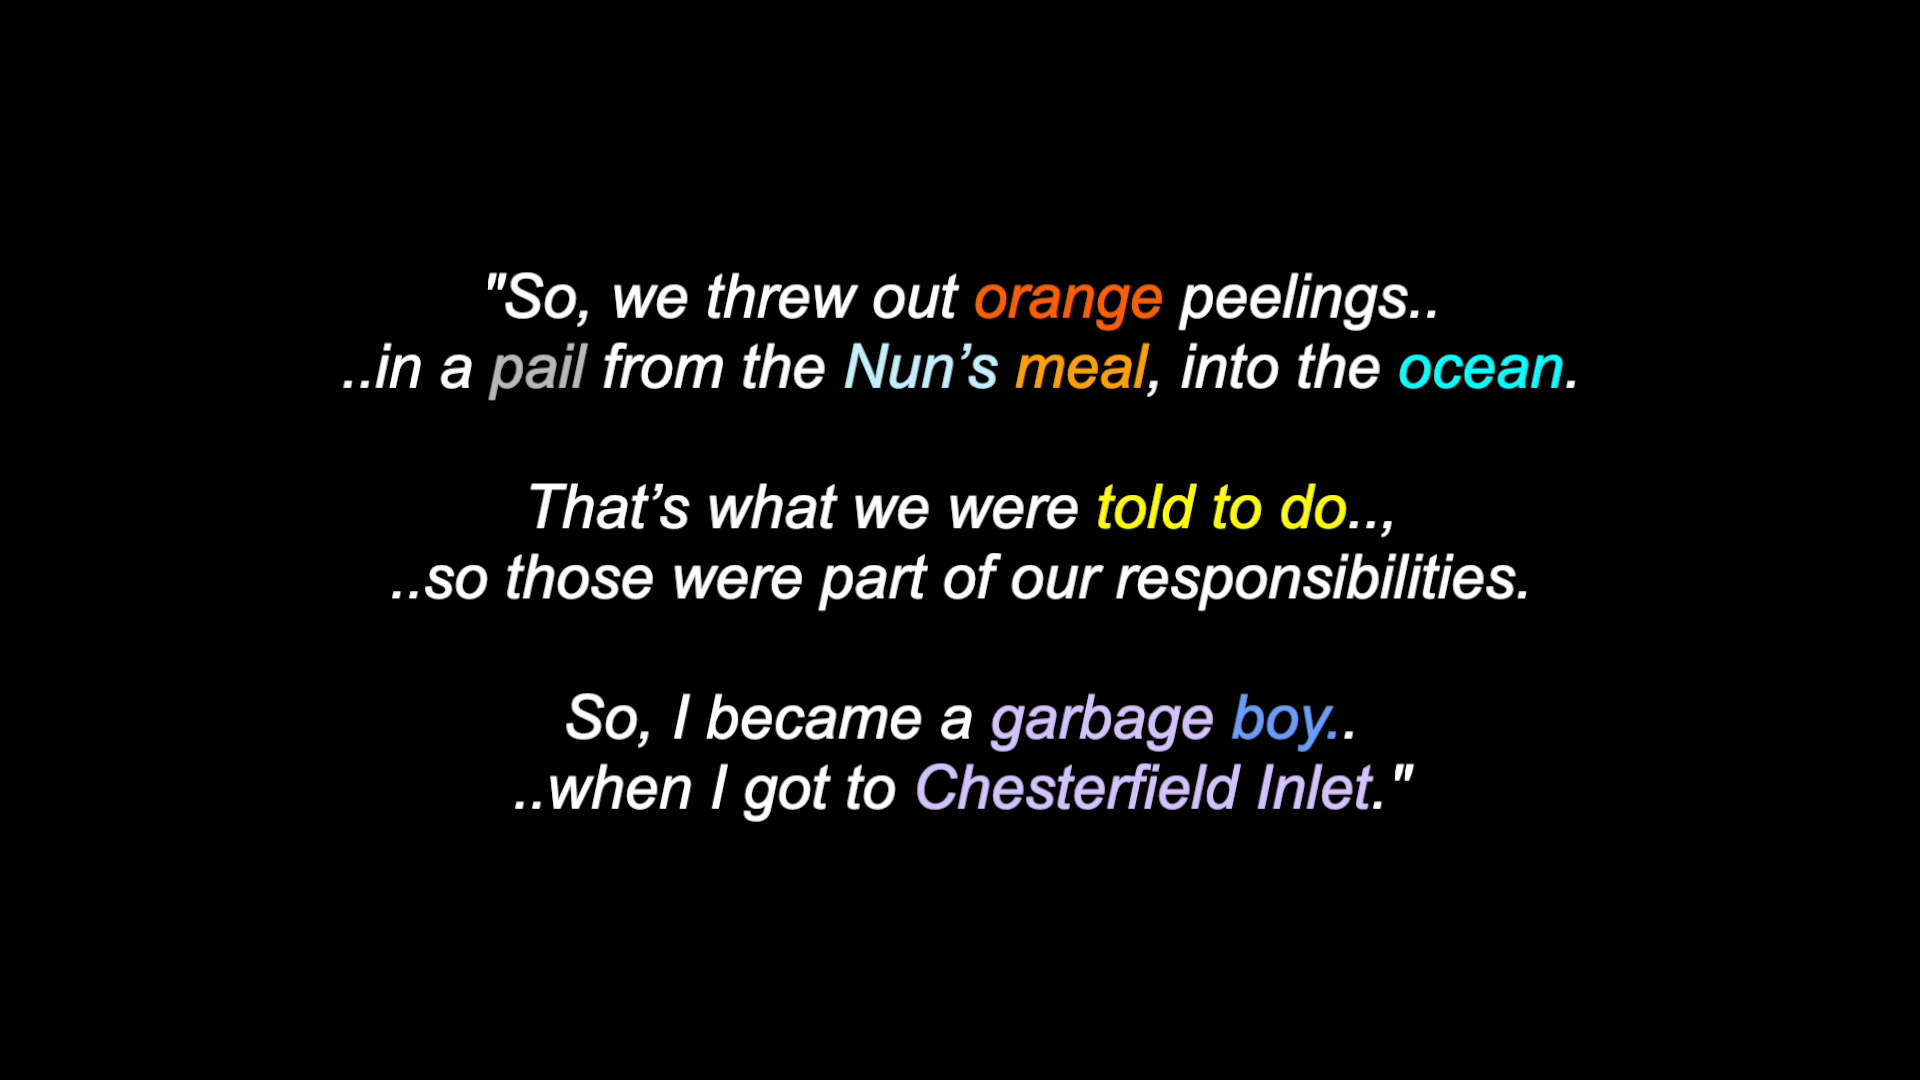 "So, we threw out orange peelings..
..in a pail from the Nun’s meal, into the ocean.
That’s what we were told to do..,
..so those were part of our responsibilities.
So, I became a garbage boy..
..when I got to Chesterfield Inlet."